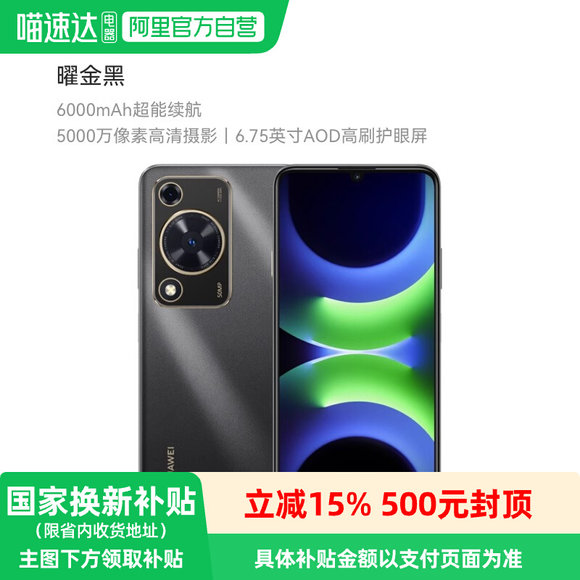 喵速达电器 阿里官方自营
曜金黑
6000mAh超能续航
5000万像素高清摄影｜6.75英寸AOD高刷护眼屏
50MP
AWEI
国家换新补贴
(限省内收货地址)
主图下方领取补贴
立减15% 500元封顶
具体补贴金额以支付页面为准